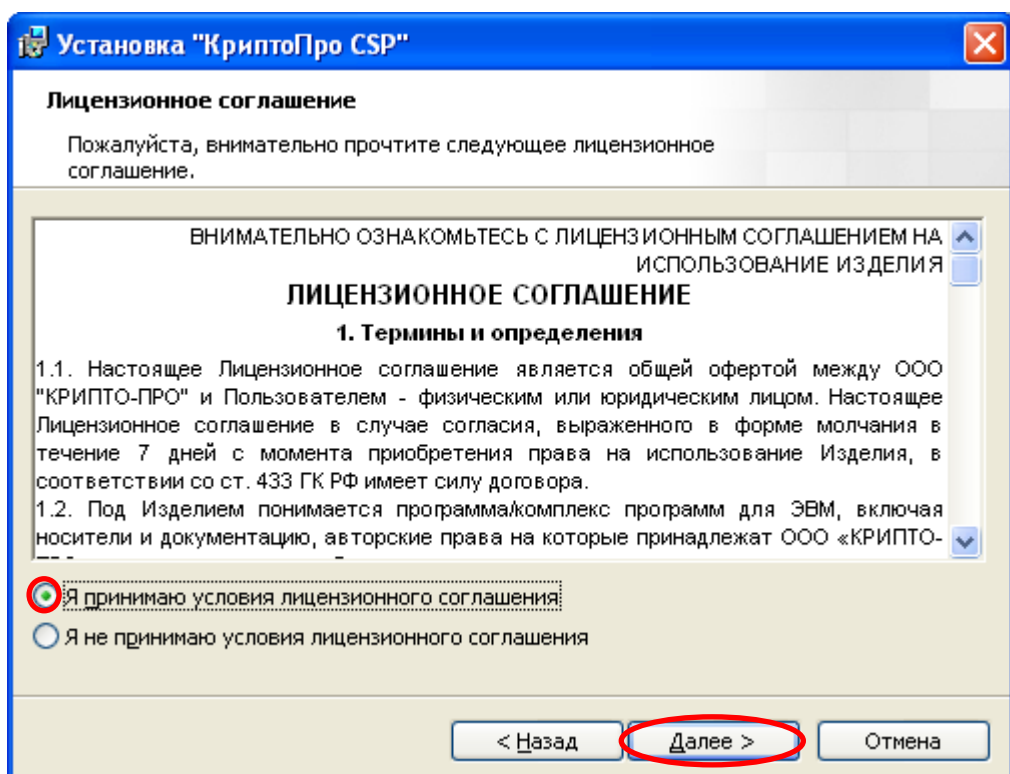 Установка "КриптоПро CSP"
Лицензионное соглашение
Пожалуйста, внимательно прочтите следующее лицензионное
соглашение.
ВНИМАТЕЛЬНО ОЗНАКОМЬТЕСЬ С ЛИЦЕНЗИОННЫМ СОГЛАШЕНИЕМ НА
ИСПОЛЬЗОВАНИЕ ИЗДЕЛИЯ
ЛИЦЕНЗИОННОЕ СОГЛАШЕНИЕ
1. Термины и определения
1.1. Настоящее Лицензионное соглашение является общей офертой между ООО
"КРИПТО-ПРО" и Пользователем - физическим или юридическим лицом. Настоящее
Лицензионное соглашение в случае согласия, выраженного в форме молчания в
течение 7 дней с момента приобретения права на использование Изделия, в
соответствии со ст. 433 ГК РФ имеет силу договора.
1.2. Под Изделием понимается программа/комплекс программ для ЭВМ, включая
носители и документацию, авторские права на которые принадлежат ООО «КРИПТО-
Я принимаю условия лицензионного соглашения
Я не принимаю условия лицензионного соглашения
< Назад
Далее >
Отмена